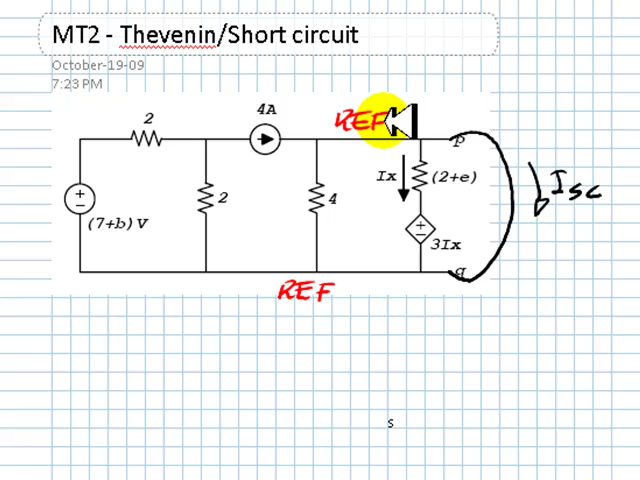 MT2 - Thevenin/Short circuit
October-19-09
7:23 PM
2
4A
REF
p
Ix
(2+e)
2
4
(7+b)V
3Ix
Isc
q
REF
s